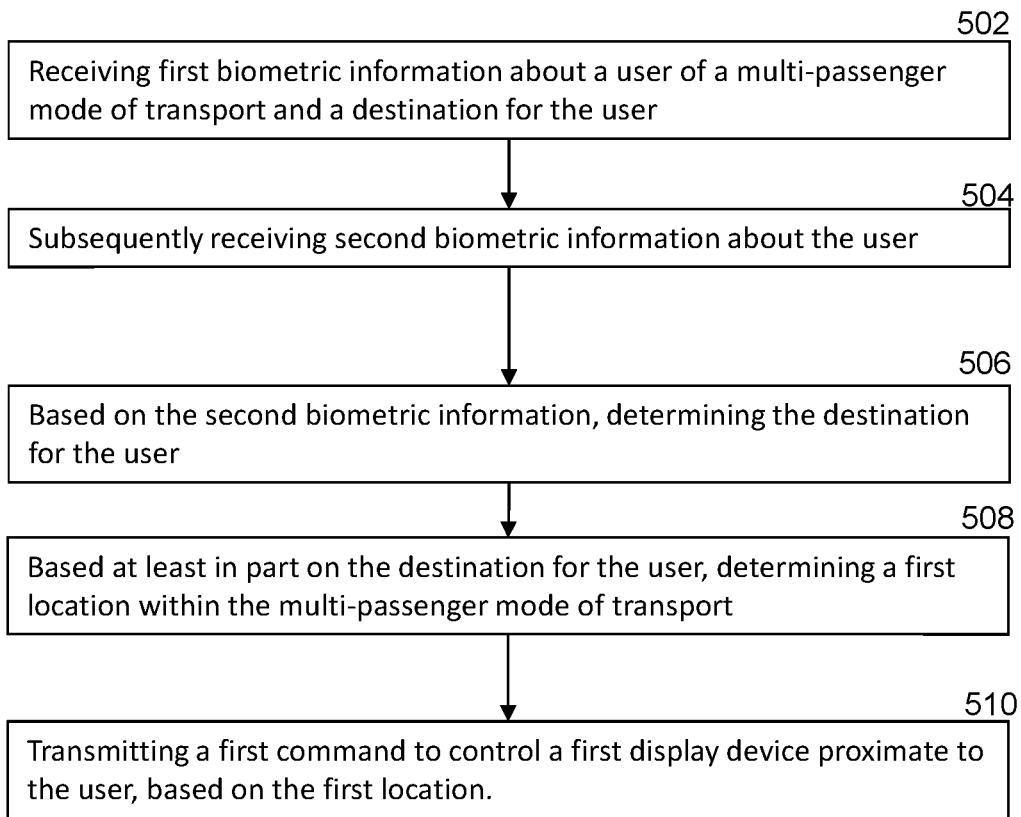 502
Receiving first biometric information about a user of a multi-passenger
mode of transport and a destination for the user
504
Subsequently receiving second biometric information about the user
506
Based on the second biometric information, determining the destination
for the user
508
Based at least in part on the destination for the user, determining a first
location within the multi-passenger mode of transport
510
Transmitting a first command to control a first display device proximate to
the user, based on the first location.